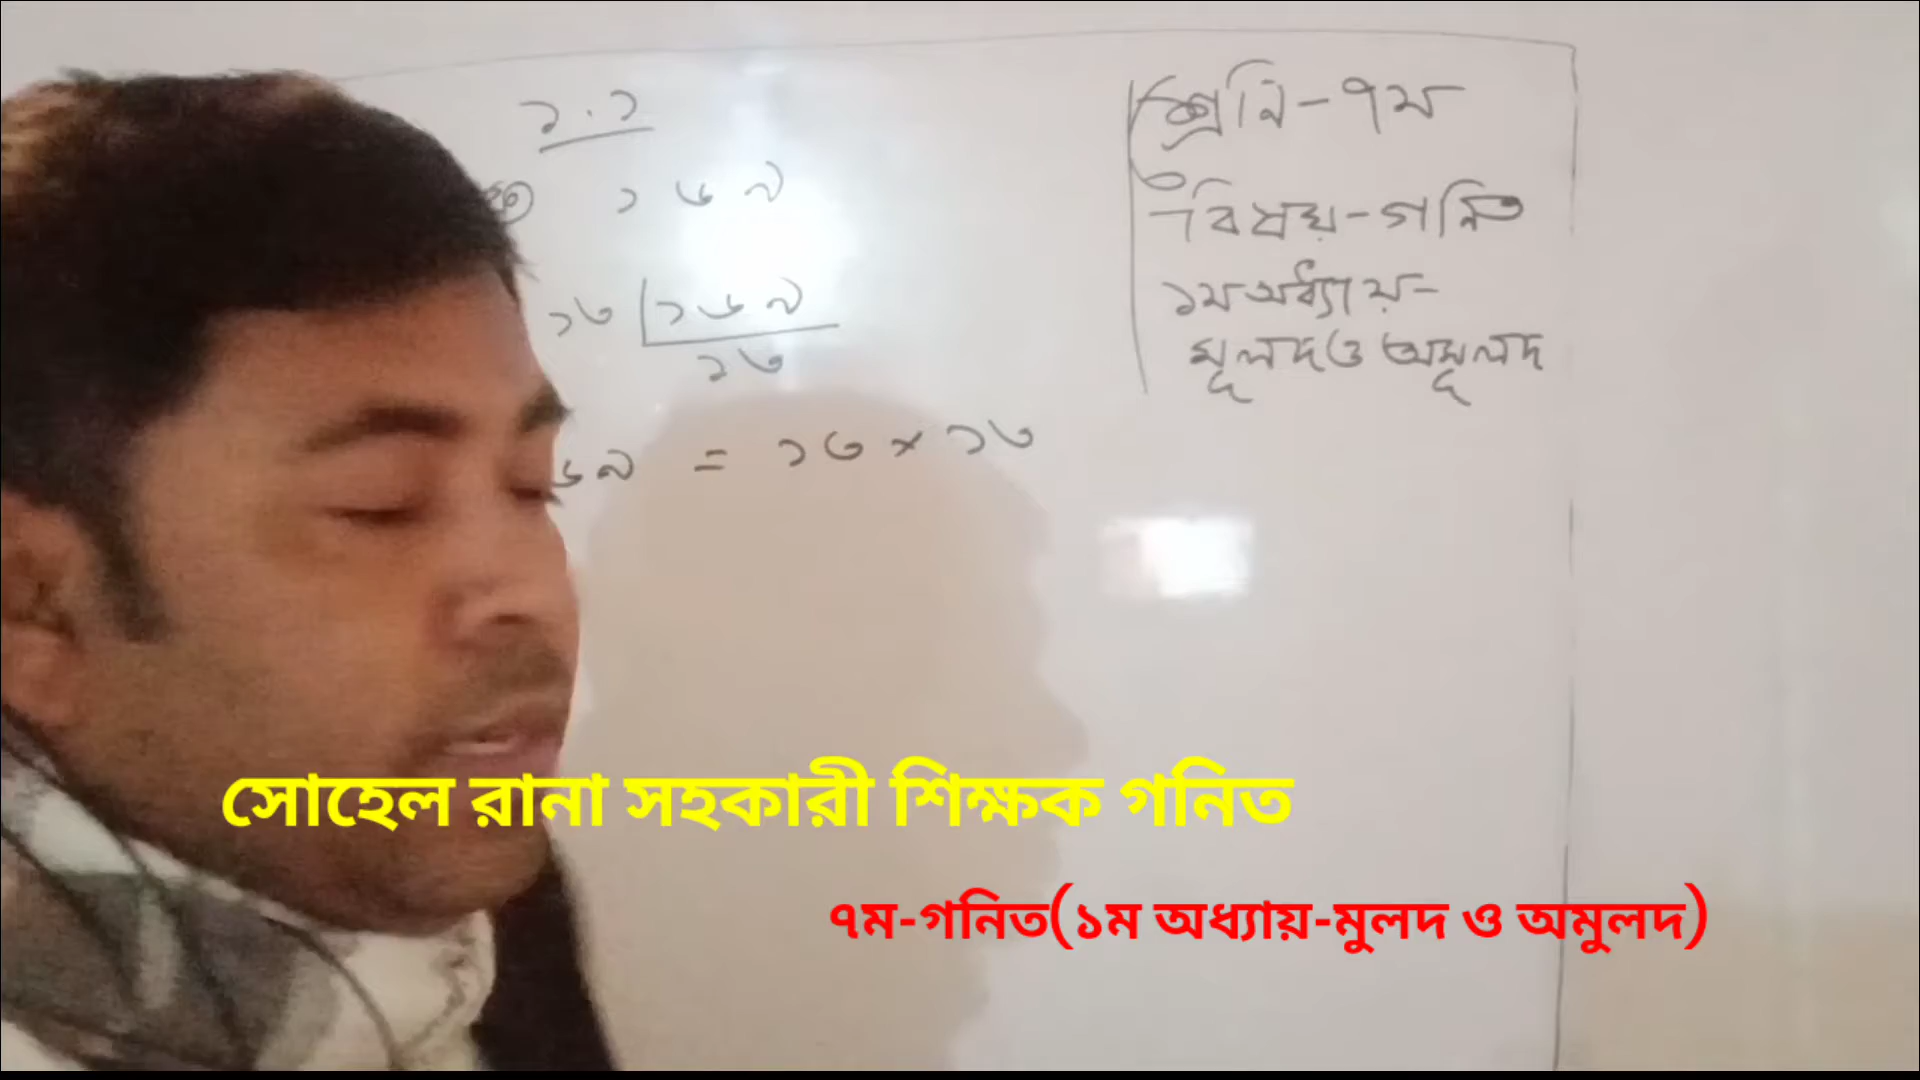 ১.১
১৬৯
১৩ ১৬৯
১৩
৬৯ = ১৩ × ১৩
শ্রেনি - ৭ম
বিষয় - গনিত
১ম অধ্যায় -
মূলদ ও অমূলদ
সোহেল রানা সহকারী শিক্ষক গনিত
৭ম-গনিত(১ম অধ্যায়-মুলদ ও অমুলদ)